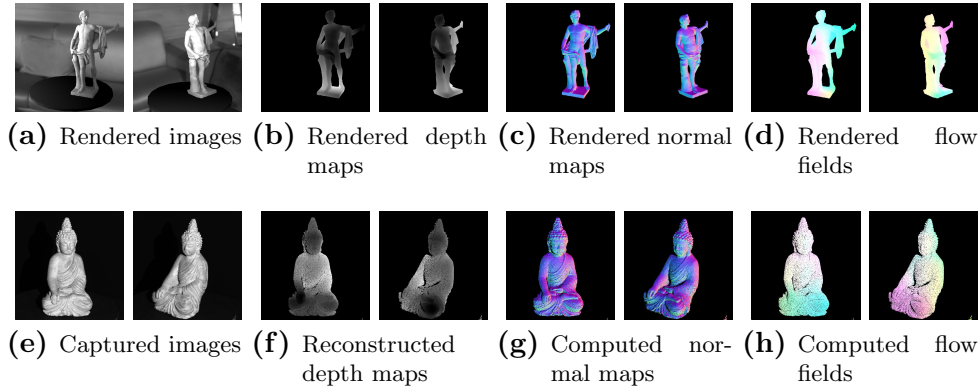 (a) Rendered images (b) Rendered depth maps (c) Rendered normal maps (d) Rendered flow fields
(e) Captured images (f) Reconstructed depth maps (g) Computed nor-
mal maps (h) Computed flow fields